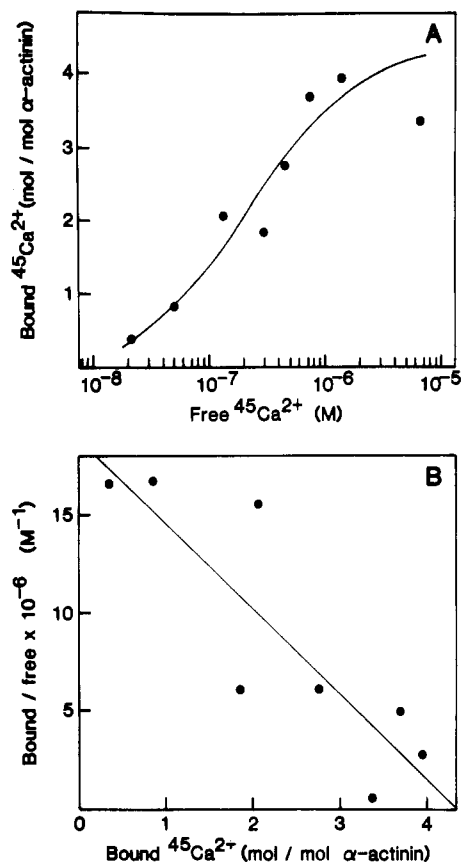 A
Bound ⁴⁵Ca²⁺(mol / mol α-actinin)
4
3
2
1
10⁻⁸ 10⁻⁷ 10⁻⁶ 10⁻⁵
Free ⁴⁵Ca²⁺ (M)
B
Bound / free x 10⁻⁶ (M⁻¹)
15
10
5
0 1 2 3 4
Bound ⁴⁵Ca²⁺(mol / mol α-actinin)